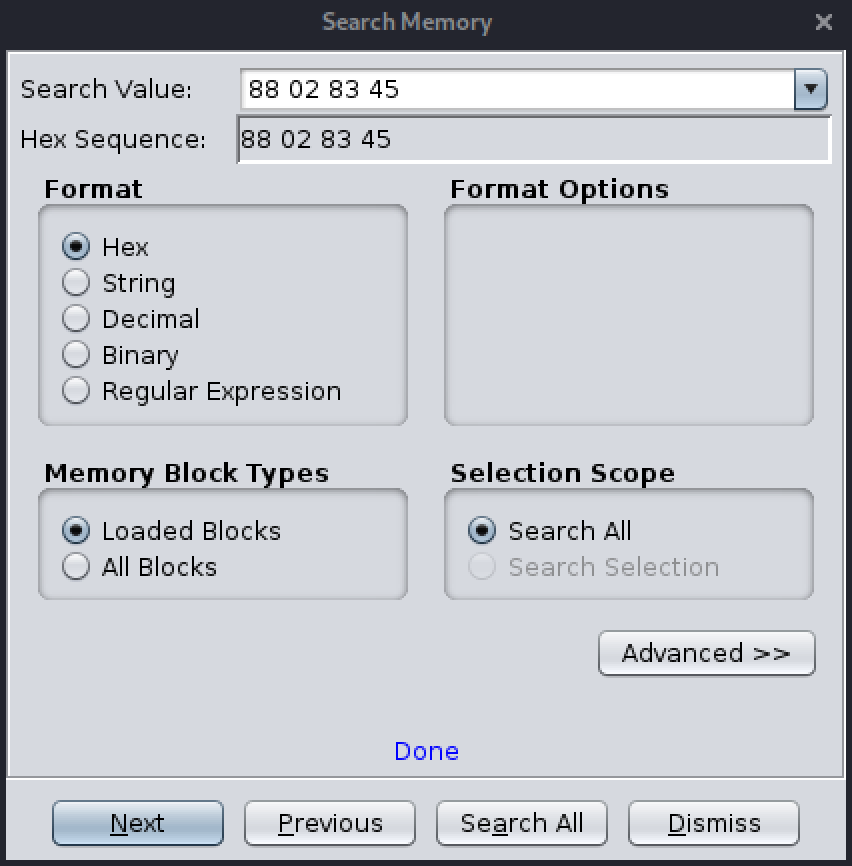 Search Memory
Search Value: 88 02 83 45
Hex Sequence: 88 02 83 45
Format
Hex
String
Decimal
Binary
Regular Expression
Format Options
Memory Block Types
Loaded Blocks
All Blocks
Selection Scope
Search All
Search Selection
Advanced >>
Done
Next Previous Search All Dismiss